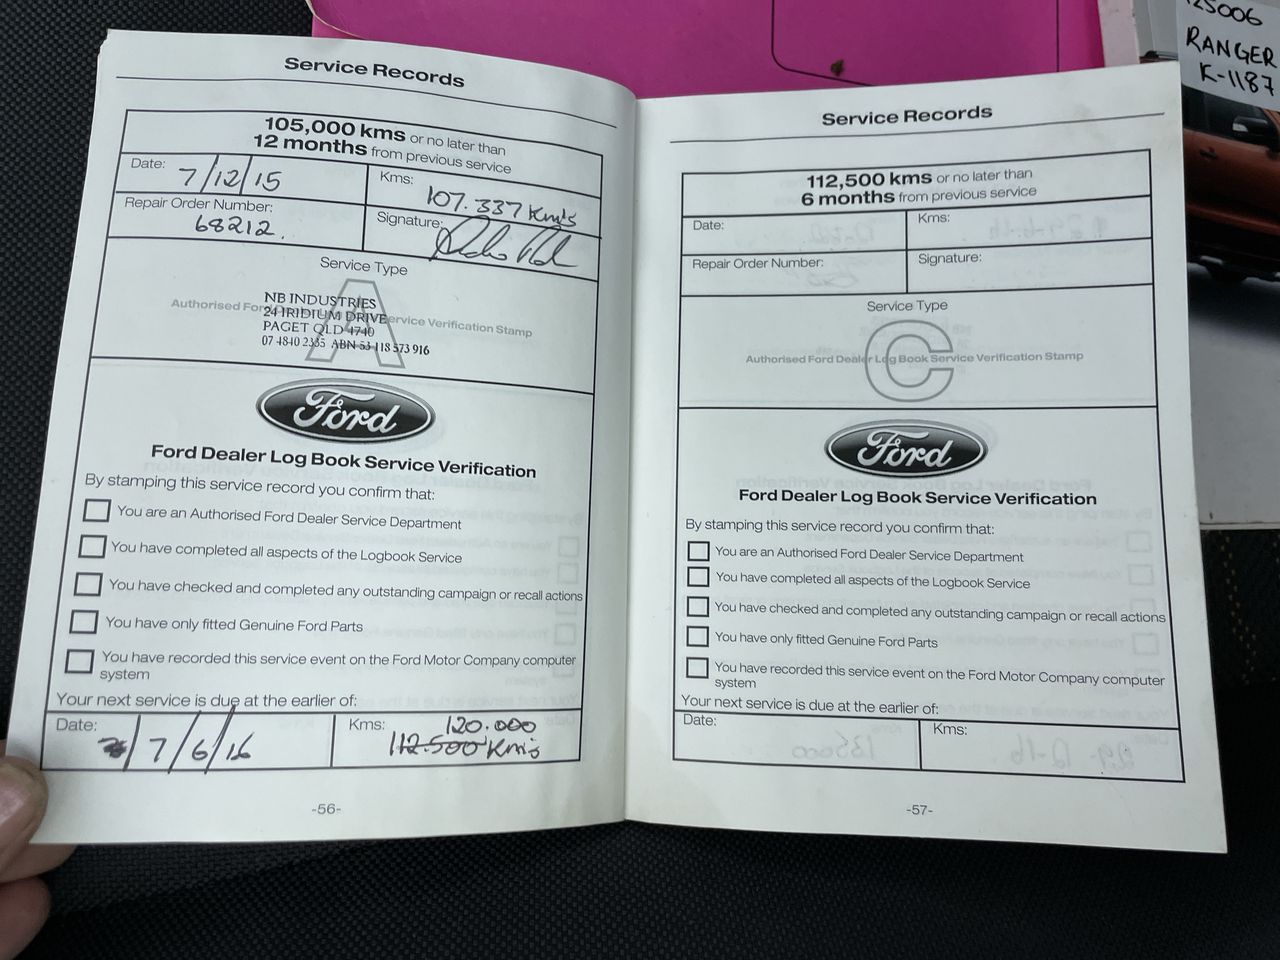 Service Records
105,000 kms or no later than
12 months from previous service
Date: 7/12/15
Kms: 107.337 Km's
Repair Order Number: 68212.
Signature:
Service Type
A
Authorised Ford De ervice Verification Stamp
NB INDUSTRIES
24 IRIDIUM DRIVE
PAGET QLD 4740
07 4840 2335 ABN 53 118 573 916
Ford
Ford Dealer Log Book Service Verification
By stamping this service record you confirm that:
You are an Authorised Ford Dealer Service Department
You have completed all aspects of the Logbook Service
You have checked and completed any outstanding campaign or recall actions
You have only fitted Genuine Ford Parts
You have recorded this service event on the Ford Motor Company computer
system
Your next service is due at the earlier of:
Date: 7/6/16
Kms: 120.000
112.500 Km's
-56-
Service Records
112,500 kms or no later than
6 months from previous service
Date:
Kms:
Repair Order Number:
Signature:
Service Type
C
Authorised Ford Dealer Log Book Service Verification Stamp
Ford
Ford Dealer Log Book Service Verification
By stamping this service record you confirm that:
You are an Authorised Ford Dealer Service Department
You have completed all aspects of the Logbook Service
You have checked and completed any outstanding campaign or recall actions
You have only fitted Genuine Ford Parts
You have recorded this service event on the Ford Motor Company computer
system
Your next service is due at the earlier of:
Date:
Kms:
-57-
25006
RANGER
K-1187